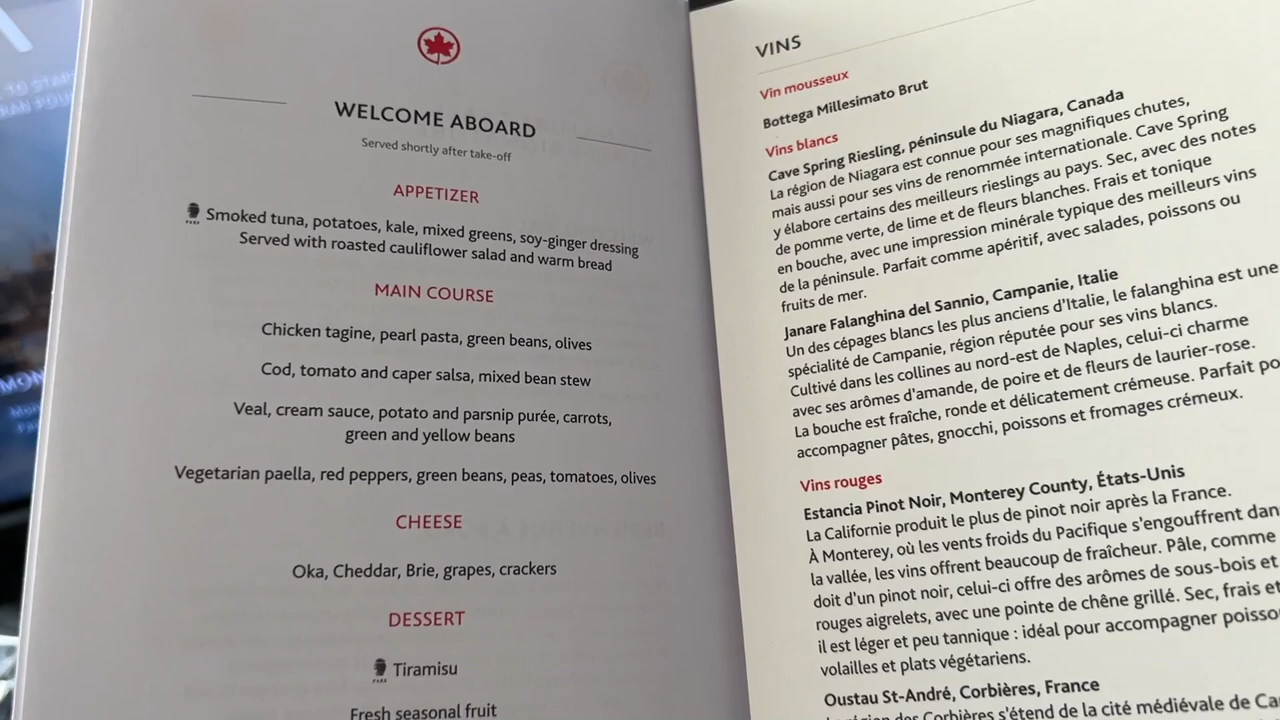 WELCOME ABOARD
Served shortly after take-off
APPETIZER
Smoked tuna, potatoes, kale, mixed greens, soy-ginger dressing
Served with roasted cauliflower salad and warm bread
MAIN COURSE
Chicken tagine, pearl pasta, green beans, olives
Cod, tomato and caper salsa, mixed bean stew
Veal, cream sauce, potato and parsnip purée, carrots,
green and yellow beans
Vegetarian paella, red peppers, green beans, peas, tomatoes, olives
CHEESE
Oka, Cheddar, Brie, grapes, crackers
DESSERT
Tiramisu
Fresh seasonal fruit
VINS
Vin mousseux
Bottega Millesimato Brut
Vins blancs
Cave Spring Riesling, péninsule du Niagara, Canada
La région de Niagara est connue pour ses magnifiques chutes,
mais aussi pour ses vins de renommée internationale. Cave Spring
y élabore certains des meilleurs rieslings au pays. Sec, avec des notes
de pomme verte, de lime et de fleurs blanches. Frais et tonique
en bouche, avec une impression minérale typique des meilleurs vins
de la péninsule. Parfait comme apéritif, avec salades, poissons ou
fruits de mer.
Janare Falanghina del Sannio, Campanie, Italie
Un des cépages blancs les plus anciens d'Italie, le falanghina est une
spécialité de Campanie, région réputée pour ses vins blancs.
Cultivé dans les collines au nord-est de Naples, celui-ci charme
avec ses arômes d'amande, de poire et de fleurs de laurier-rose.
La bouche est fraîche, ronde et délicatement crémeuse. Parfait po
accompagner pâtes, gnocchi, poissons et fromages crémeux.
Vins rouges
Estancia Pinot Noir, Monterey County, États-Unis
La Californie produit le plus de pinot noir après la France.
À Monterey, où les vents froids du Pacifique s'engouffrent dan
la vallée, les vins offrent beaucoup de fraîcheur. Pâle, comme
doit d'un pinot noir, celui-ci offre des arômes de sous-bois et
rouges aigrelets, avec une pointe de chêne grillé. Sec, frais et
il est léger et peu tannique : idéal pour accompagner poisso
volailles et plats végétariens.
Oustau St-André, Corbières, France
région des Corbières s'étend de la cité médiévale de Ca